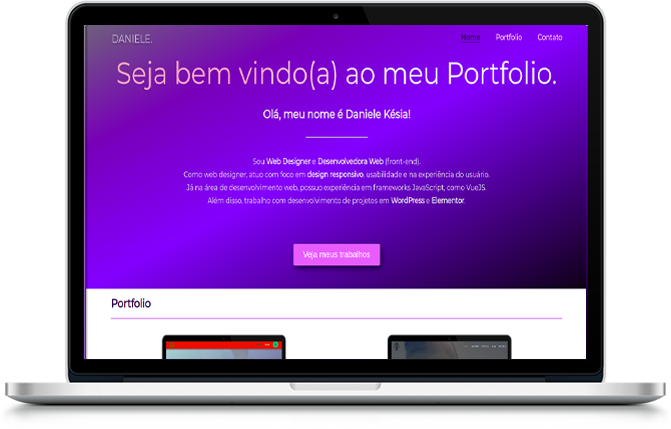 DANIELE.
Home Portfolio Contato
Seja bem vindo(a) ao meu Portfolio.
Olá, meu nome é Daniele Késia!
Sou Web Designer e Desenvolvedora Web (front-end).
Como web designer, atuo com foco em design responsivo, usabilidade e na experiência do usuário.
Já na área de desenvolvimento web, possuo experiência em frameworks JavaScript, como VueJS.
Além disso, trabalho com desenvolvimento de projetos em WordPress e Elementor.
Veja meus trabalhos
Portfolio